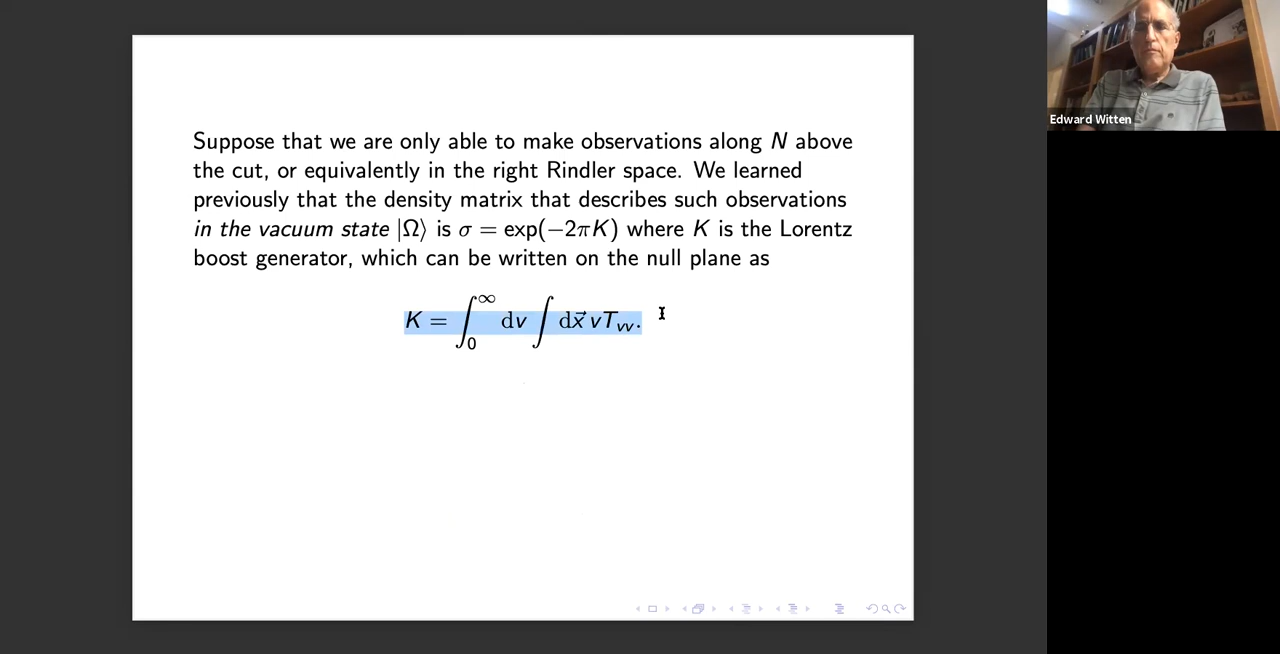 Suppose that we are only able to make observations along N above
the cut, or equivalently in the right Rindler space. We learned
previously that the density matrix that describes such observations
in the vacuum state |Ω⟩ is σ = exp(−2πK) where K is the Lorentz
boost generator, which can be written on the null plane as
K = ∫₀^∞ dv ∫ dx⃗ vTᵥᵥ.
Edward Witten